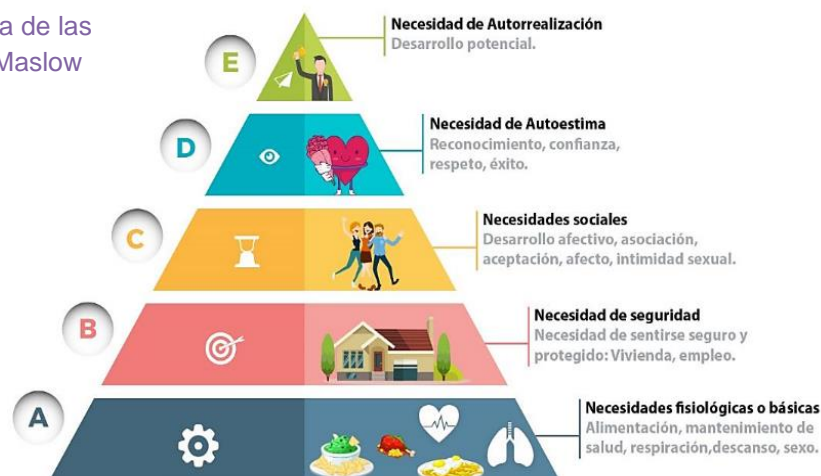 a de las
Maslow
E
Necesidad de Autorrealización
Desarrollo potencial.
D
Necesidad de Autoestima
Reconocimiento, confianza,
respeto, éxito.
C
Necesidades sociales
Desarrollo afectivo, asociación,
aceptación, afecto, intimidad sexual.
B
Necesidad de seguridad
Necesidad de sentirse seguro y
protegido: Vivienda, empleo.
A
Necesidades fisiológicas o básicas
Alimentación, mantenimiento de
salud, respiración,descanso, sexo.